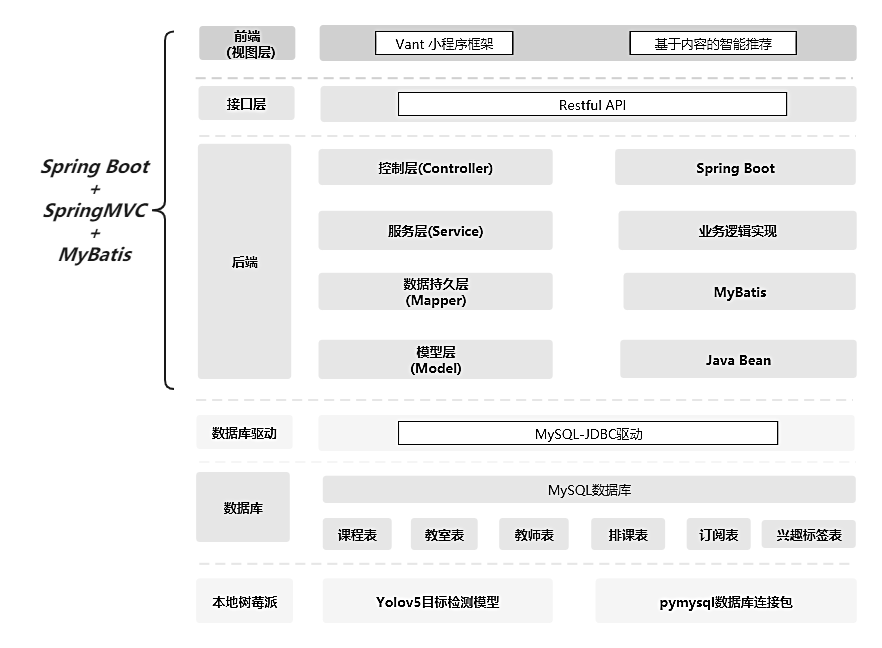 Spring Boot
+
SpringMVC
+
MyBatis
前端
(视图层)
Vant 小程序框架
基于内容的智能推荐
接口层
Restful API
后端
控制层(Controller)
Spring Boot
服务层(Service)
业务逻辑实现
数据持久层
(Mapper)
MyBatis
模型层
(Model)
Java Bean
数据库驱动
MySQL-JDBC驱动
数据库
MySQL数据库
课程表
教室表
教师表
排课表
订阅表
兴趣标签表
本地树莓派
Yolov5目标检测模型
pymysql数据库连接包